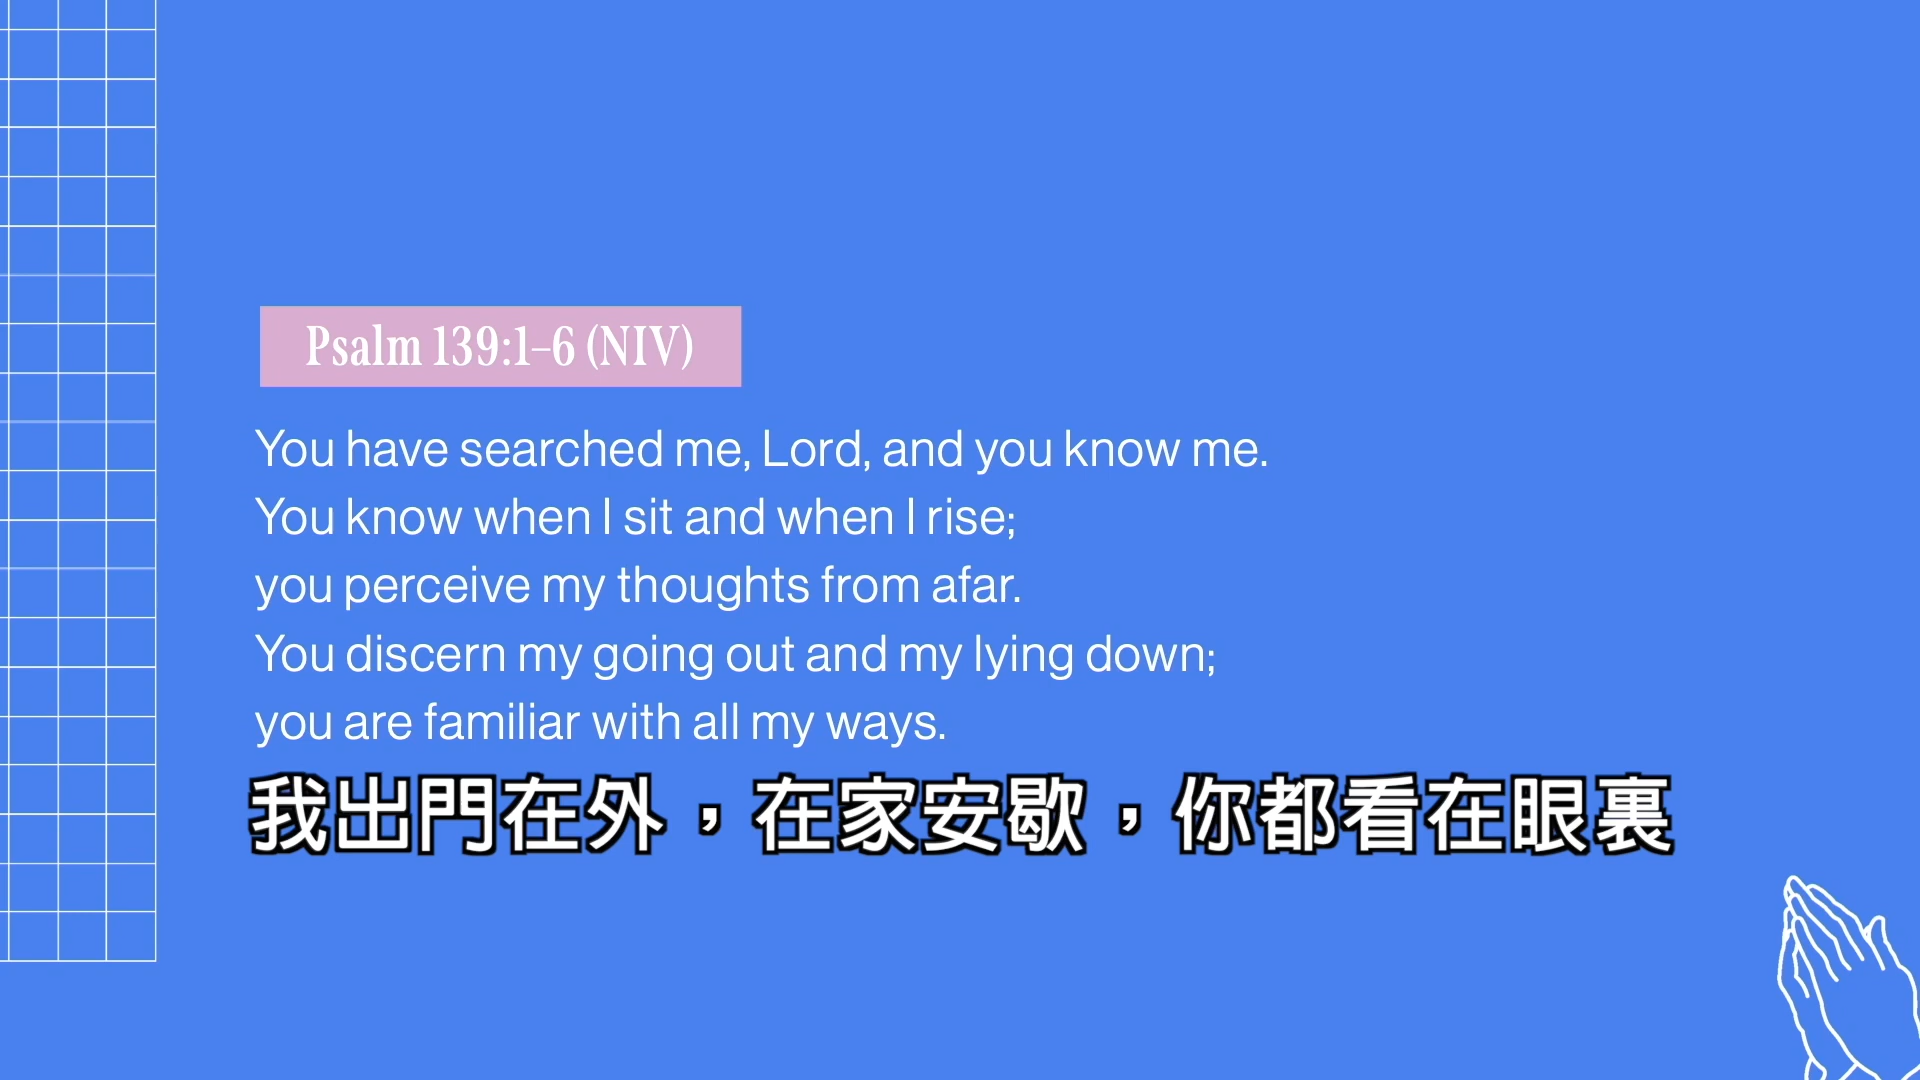 Psalm 139:1–6 (NIV)
You have searched me, Lord, and you know me.
You know when I sit and when I rise;
you perceive my thoughts from afar.
You discern my going out and my lying down;
you are familiar with all my ways.
我出門在外，在家安歇，你都看在眼裏